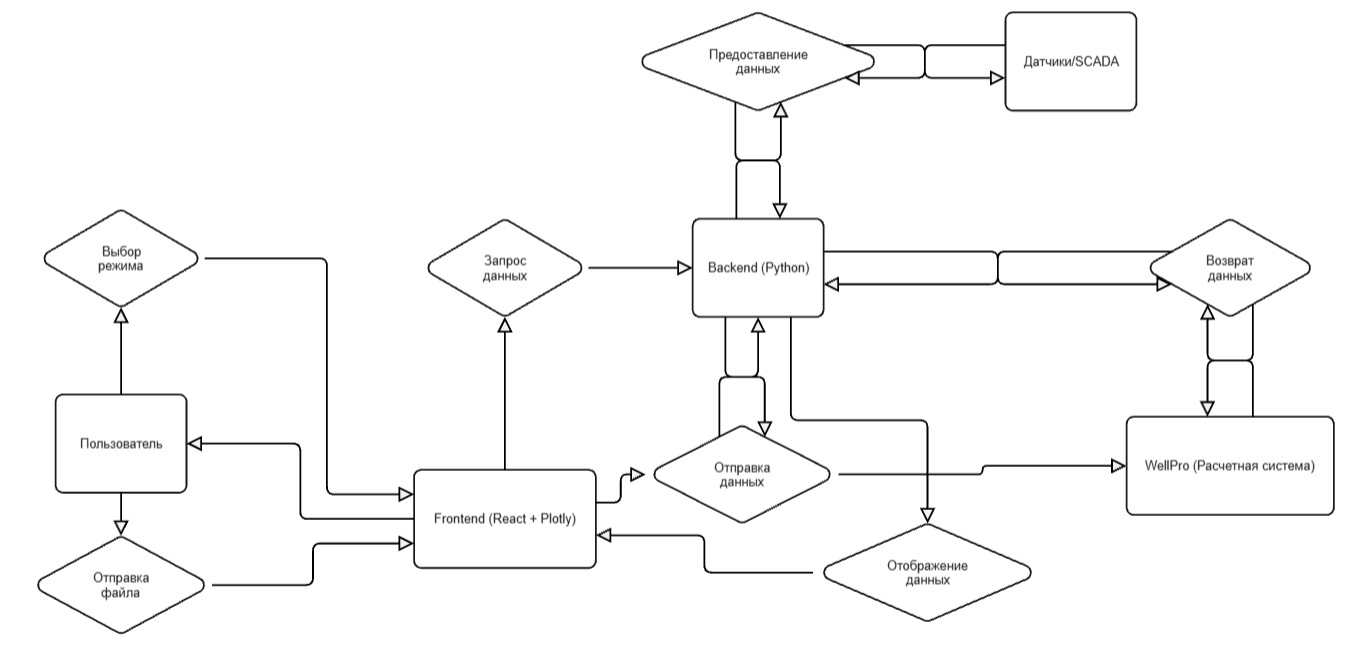 Предоставление
данных
Датчики/SCADA
Выбор
режима
Запрос
данных
Backend (Python)
Возврат
данных
Пользователь
Отправка
данных
WellPro (Расчетная система)
Frontend (React + Plotly)
Отправка
файла
Отображение
данных